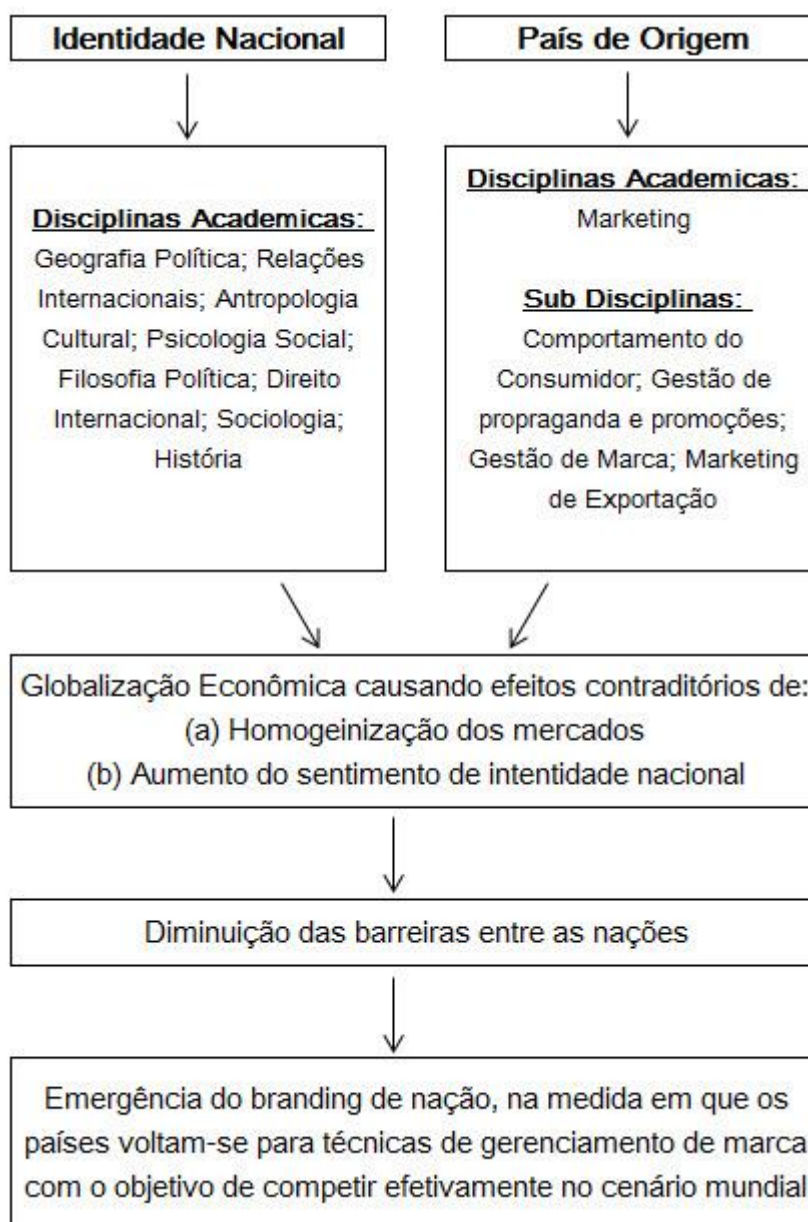 Identidade Nacional
País de Origem
Disciplinas Academicas:
Geografia Política; Relações
Internacionais; Antropologia
Cultural; Psicologia Social;
Filosofia Política; Direito
Internacional; Sociologia;
História
Disciplinas Academicas:
Marketing
Sub Disciplinas:
Comportamento do
Consumidor; Gestão de
propraganda e promoções;
Gestão de Marca; Marketing
de Exportação
Globalização Econômica causando efeitos contraditórios de:
(a) Homogeinização dos mercados
(b) Aumento do sentimento de intentidade nacional
Diminuição das barreiras entre as nações
Emergência do branding de nação, na medida em que os
países voltam-se para técnicas de gerenciamento de marca
com o objetivo de competir efetivamente no cenário mundial